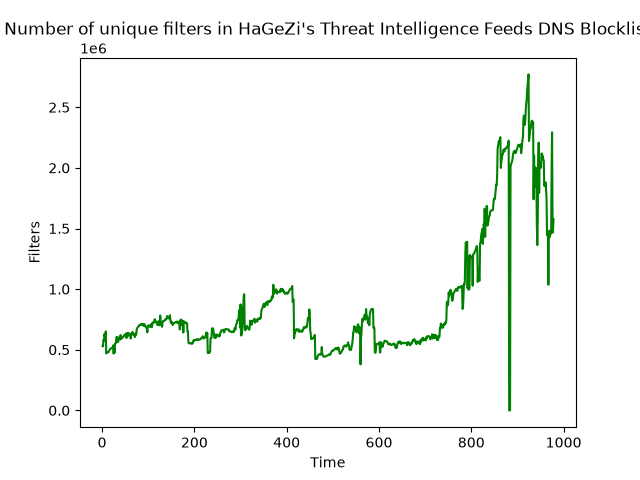 Number of unique filters in HaGeZi's Threat Intelligence Feeds DNS Blocklis
1e6
2.5
2.0
1.5
1.0
0.5
0.0
Filters
0 200 400 600 800 1000
Time